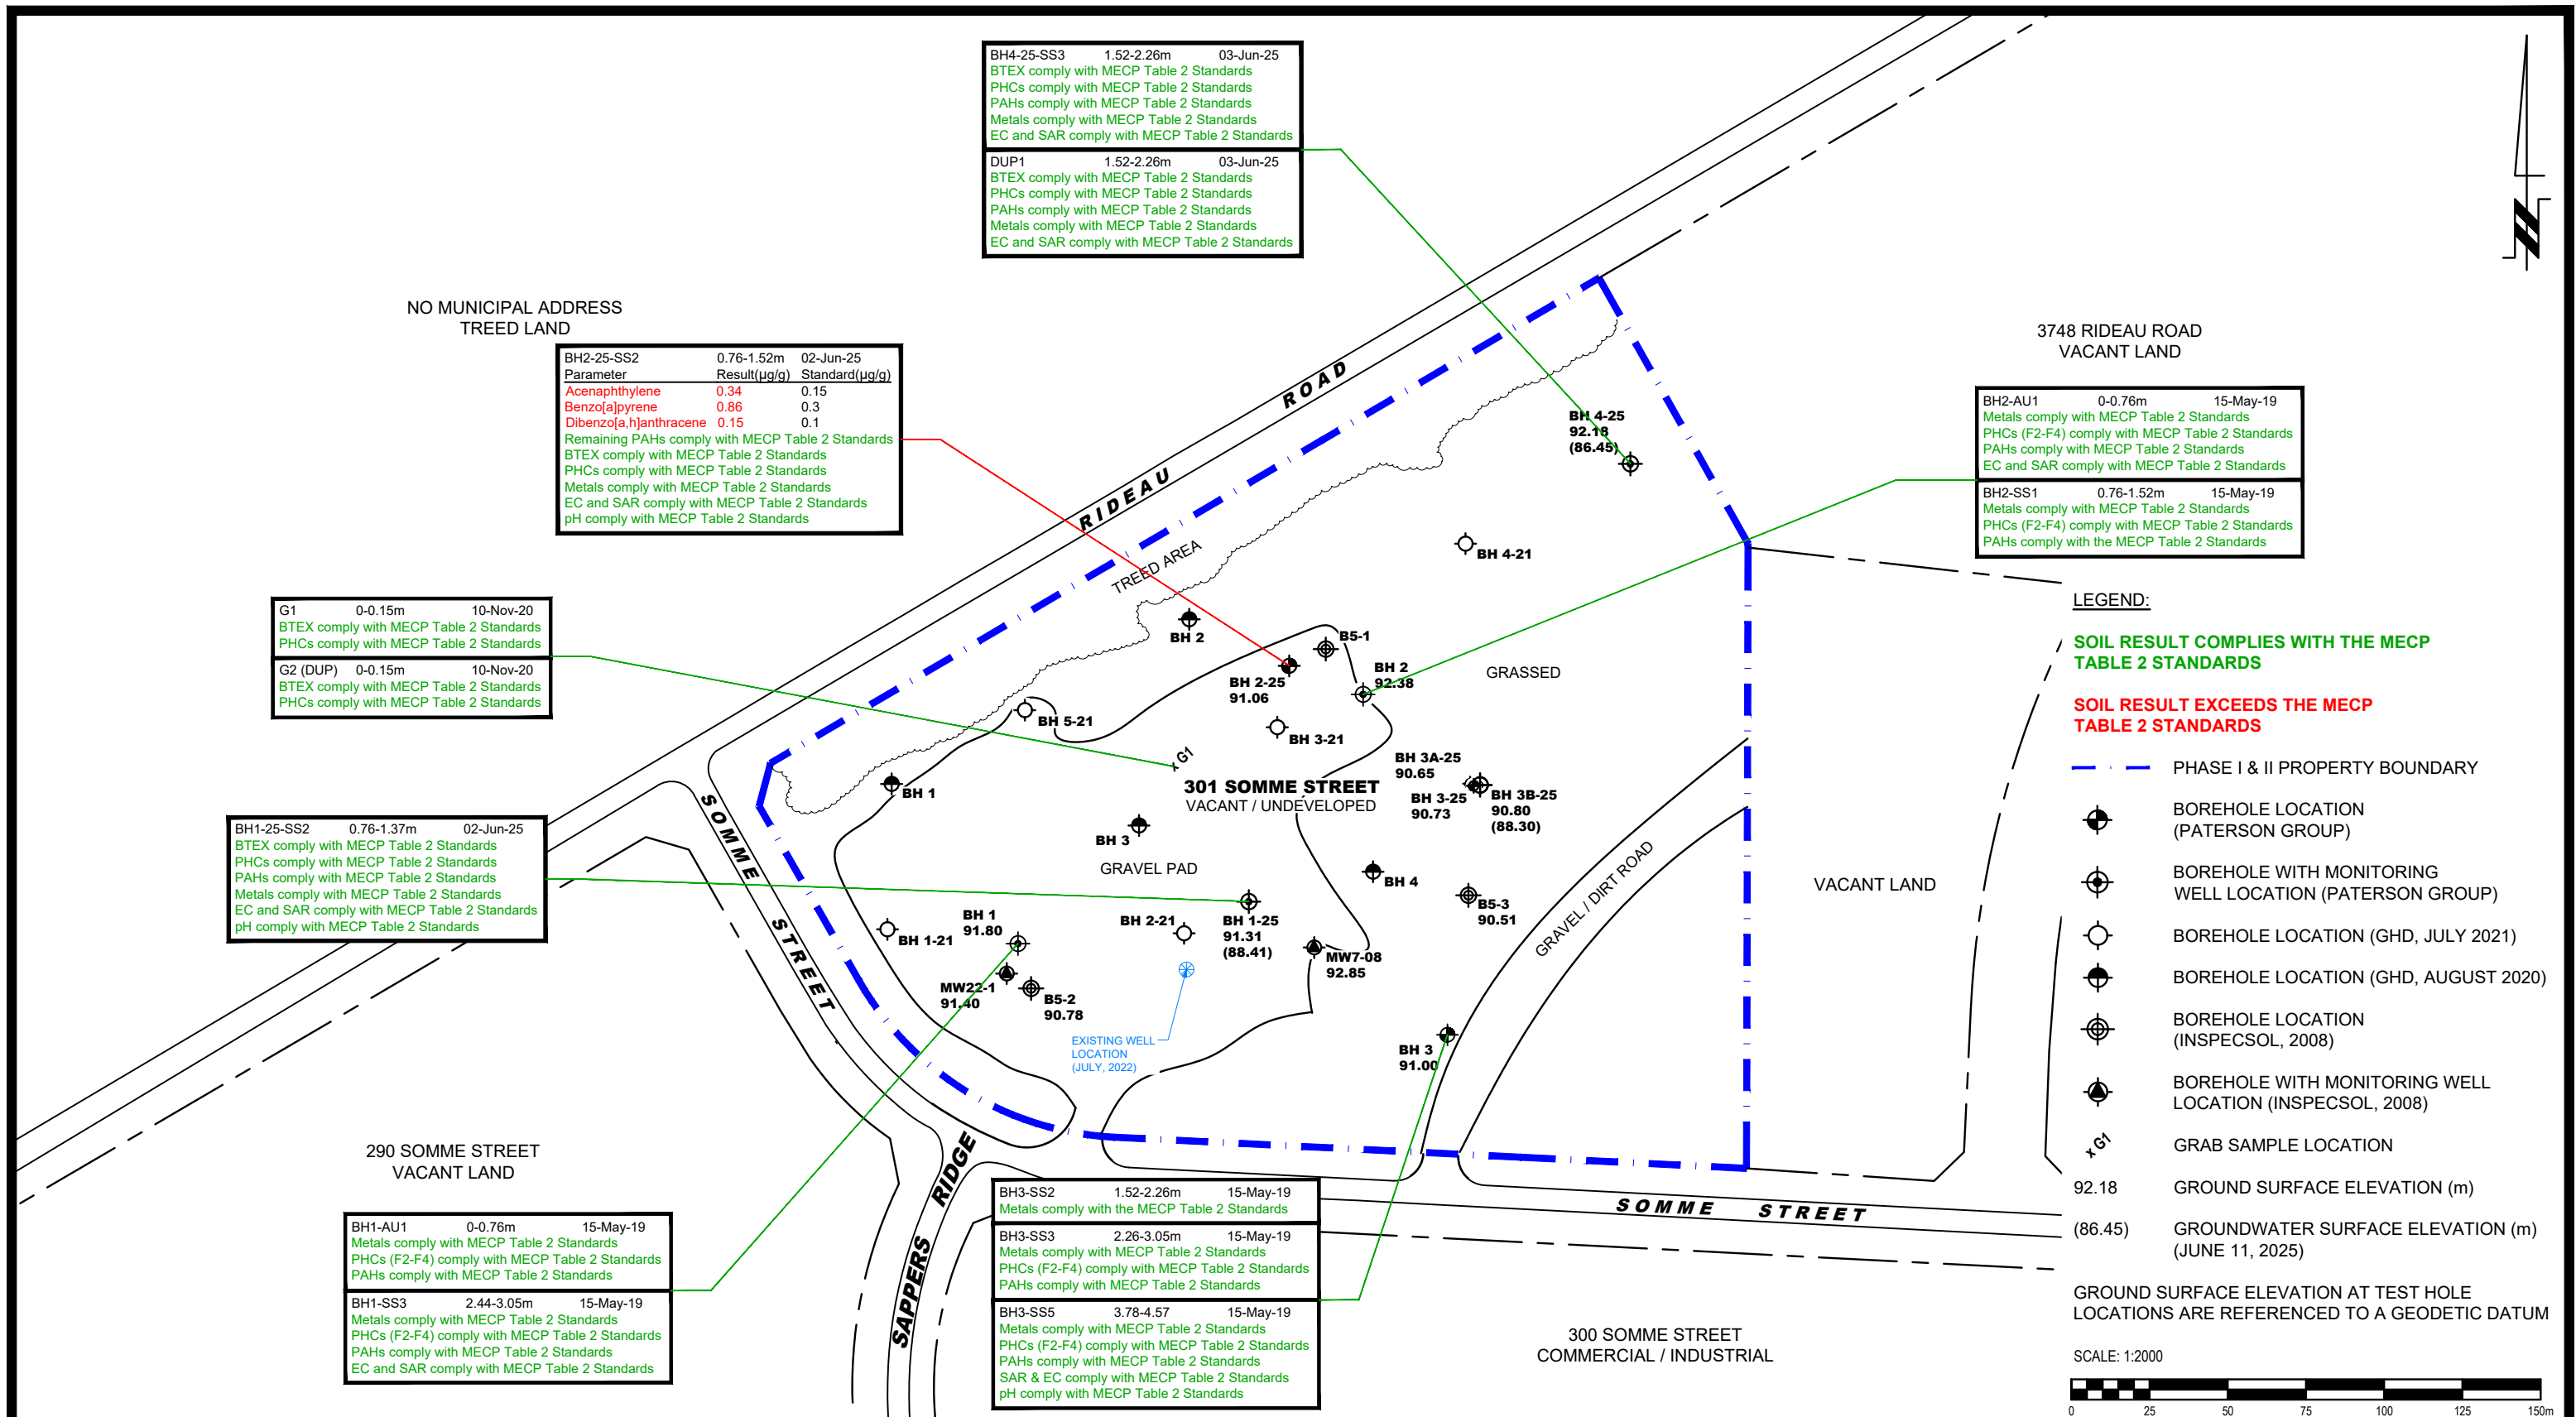 BH4-25-SS3 1.52-2.26m 03-Jun-25
BTEX comply with MECP Table 2 Standards
PHCs comply with MECP Table 2 Standards
PAHs comply with MECP Table 2 Standards
Metals comply with MECP Table 2 Standards
EC and SAR comply with MECP Table 2 Standards
DUP1 1.52-2.26m 03-Jun-25
BTEX comply with MECP Table 2 Standards
PHCs comply with MECP Table 2 Standards
PAHs comply with MECP Table 2 Standards
Metals comply with MECP Table 2 Standards
EC and SAR comply with MECP Table 2 Standards
NO MUNICIPAL ADDRESS
TREED LAND
BH2-25-SS2 0.76-1.52m 02-Jun-25
Parameter Result(µg/g) Standard(µg/g)
Acenaphthylene 0.34 0.15
Benzo[a]pyrene 0.86 0.3
Dibenzo[a,h]anthracene 0.15 0.1
Remaining PAHs comply with MECP Table 2 Standards
BTEX comply with MECP Table 2 Standards
PHCs comply with MECP Table 2 Standards
Metals comply with MECP Table 2 Standards
EC and SAR comply with MECP Table 2 Standards
pH comply with MECP Table 2 Standards
3748 RIDEAU ROAD
VACANT LAND
BH2-AU1 0-0.76m 15-May-19
Metals comply with MECP Table 2 Standards
PHCs (F2-F4) comply with MECP Table 2 Standards
PAHs comply with MECP Table 2 Standards
EC and SAR comply with MECP Table 2 Standards
BH2-SS1 0.76-1.52m 15-May-19
Metals comply with MECP Table 2 Standards
PHCs (F2-F4) comply with MECP Table 2 Standards
PAHs comply with the MECP Table 2 Standards
G1 0-0.15m 10-Nov-20
BTEX comply with MECP Table 2 Standards
PHCs comply with MECP Table 2 Standards
G2 (DUP) 0-0.15m 10-Nov-20
BTEX comply with MECP Table 2 Standards
PHCs comply with MECP Table 2 Standards
BH1-25-SS2 0.76-1.37m 02-Jun-25
BTEX comply with MECP Table 2 Standards
PHCs comply with MECP Table 2 Standards
PAHs comply with MECP Table 2 Standards
Metals comply with MECP Table 2 Standards
EC and SAR comply with MECP Table 2 Standards
pH comply with MECP Table 2 Standards
RIDEAU ROAD
TREED AREA
BH 4-25
92.18
(86.45)
BH 4-21
BH 2
B5-1
BH 2-25
91.06
BH 2
92.38
GRASSED
BH 5-21
BH 3-21
x G1
301 SOMME STREET
VACANT / UNDEVELOPED
BH 3A-25
90.65
BH 3-25
90.73
BH 3B-25
90.80
(88.30)
BH 1
BH 3
GRAVEL PAD
BH 4
B5-3
90.51
GRAVEL / DIRT ROAD
VACANT LAND
SOMME STREET
BH 1-21
BH 1
91.80
BH 2-21
BH 1-25
91.31
(88.41)
MW7-08
92.85
MW22-1
91.40
B5-2
90.78
EXISTING WELL
LOCATION
(JULY, 2022)
BH 3
91.00
290 SOMME STREET
VACANT LAND
SAPPERS RIDGE
SOMME STREET
BH1-AU1 0-0.76m 15-May-19
Metals comply with MECP Table 2 Standards
PHCs (F2-F4) comply with MECP Table 2 Standards
PAHs comply with MECP Table 2 Standards
BH1-SS3 2.44-3.05m 15-May-19
Metals comply with MECP Table 2 Standards
PHCs (F2-F4) comply with MECP Table 2 Standards
PAHs comply with MECP Table 2 Standards
EC and SAR comply with MECP Table 2 Standards
BH3-SS2 1.52-2.26m 15-May-19
Metals comply with the MECP Table 2 Standards
BH3-SS3 2.26-3.05m 15-May-19
Metals comply with MECP Table 2 Standards
PHCs (F2-F4) comply with MECP Table 2 Standards
PAHs comply with MECP Table 2 Standards
BH3-SS5 3.78-4.57 15-May-19
Metals comply with MECP Table 2 Standards
PHCs (F2-F4) comply with MECP Table 2 Standards
PAHs comply with MECP Table 2 Standards
SAR & EC comply with MECP Table 2 Standards
pH comply with MECP Table 2 Standards
300 SOMME STREET
COMMERCIAL / INDUSTRIAL
LEGEND:
SOIL RESULT COMPLIES WITH THE MECP
TABLE 2 STANDARDS
SOIL RESULT EXCEEDS THE MECP
TABLE 2 STANDARDS
PHASE I & II PROPERTY BOUNDARY
BOREHOLE LOCATION
(PATERSON GROUP)
BOREHOLE WITH MONITORING
WELL LOCATION (PATERSON GROUP)
BOREHOLE LOCATION (GHD, JULY 2021)
BOREHOLE LOCATION (GHD, AUGUST 2020)
BOREHOLE LOCATION
(INSPECSOL, 2008)
BOREHOLE WITH MONITORING WELL
LOCATION (INSPECSOL, 2008)
x G1 GRAB SAMPLE LOCATION
92.18 GROUND SURFACE ELEVATION (m)
(86.45) GROUNDWATER SURFACE ELEVATION (m)
(JUNE 11, 2025)
GROUND SURFACE ELEVATION AT TEST HOLE
LOCATIONS ARE REFERENCED TO A GEODETIC DATUM
SCALE: 1:2000
0 25 50 75 100 125 150m